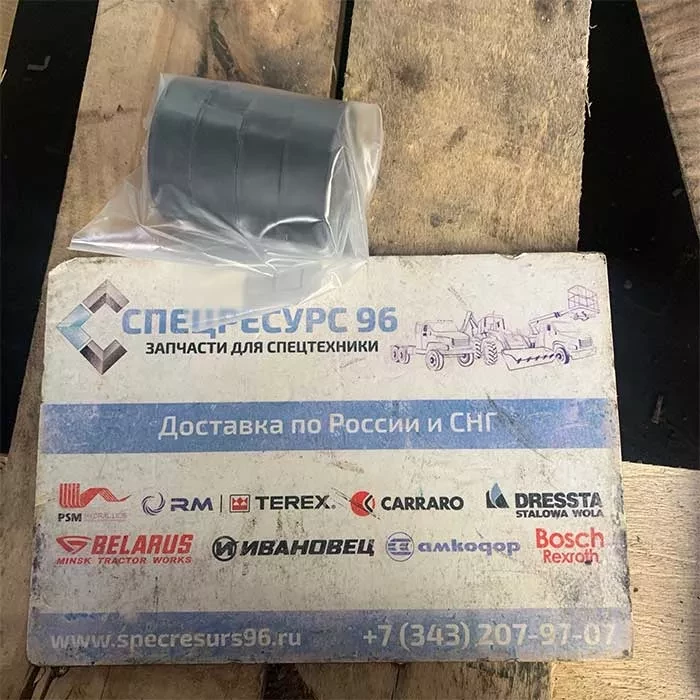 СПЕЦРЕСУРС 96
ЗАПЧАСТИ ДЛЯ СПЕЦТЕХНИКИ
Доставка по России и СНГ
PSM HYDRAULICS
RM
TEREX
CARRARO
DRESSTA
STALOWA WOLA
BELARUS
MINSK TRACTOR WORKS
ИВАНОВЕЦ
амкодор
Bosch
Rexroth
www.specresurs96.ru +7 (343) 207-97-07